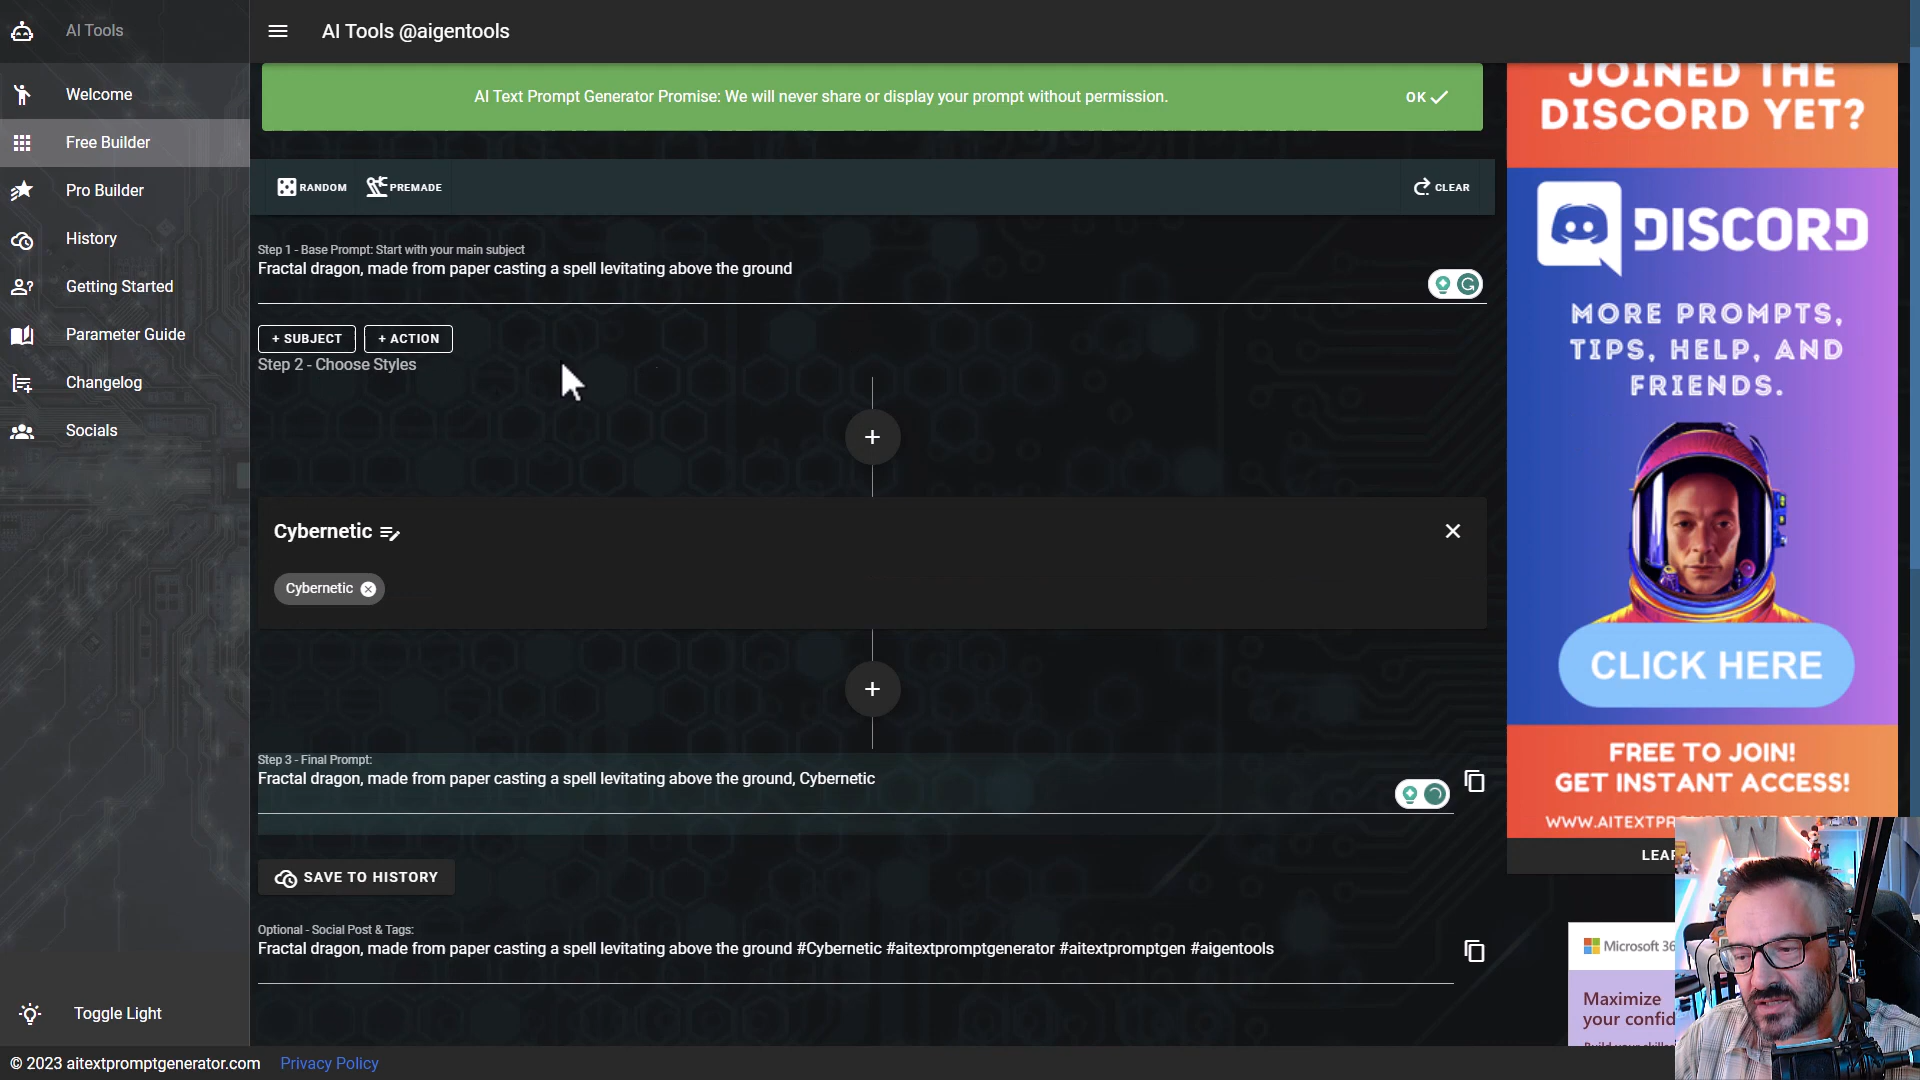 AI Tools
AI Tools @aigentools
Welcome
Free Builder
Pro Builder
History
Getting Started
Parameter Guide
Changelog
Socials
Toggle Light
AI Text Prompt Generator Promise: We will never share or display your prompt without permission.
OK
RANDOM
PREMADE
CLEAR
Step 1 - Base Prompt: Start with your main subject
Fractal dragon, made from paper casting a spell levitating above the ground
+ SUBJECT
+ ACTION
Step 2 - Choose Styles
+
Cybernetic
Cybernetic
+
Step 3 - Final Prompt:
Fractal dragon, made from paper casting a spell levitating above the ground, Cybernetic
SAVE TO HISTORY
Optional - Social Post & Tags:
Fractal dragon, made from paper casting a spell levitating above the ground #Cybernetic #aitextpromptgenerator #aitextpromptgen #aigentools
JOINED THE
DISCORD YET?
DISCORD
MORE PROMPTS,
TIPS, HELP, AND
FRIENDS.
CLICK HERE
FREE TO JOIN!
GET INSTANT ACCESS!
Microsoft
Maximize
your
© 2023 aitextpromptgenerator.com
Privacy Policy